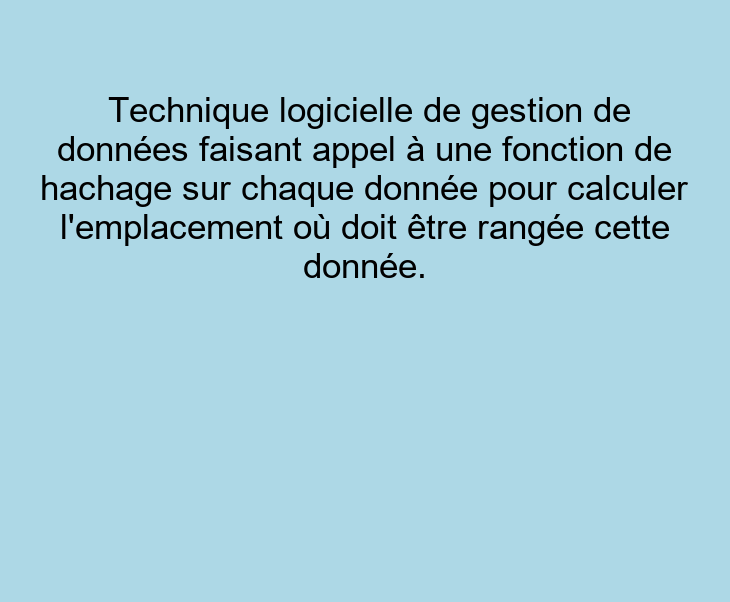 Technique logicielle de gestion de
données faisant appel à une fonction de
hachage sur chaque donnée pour calculer
l'emplacement où doit être rangée cette
donnée.